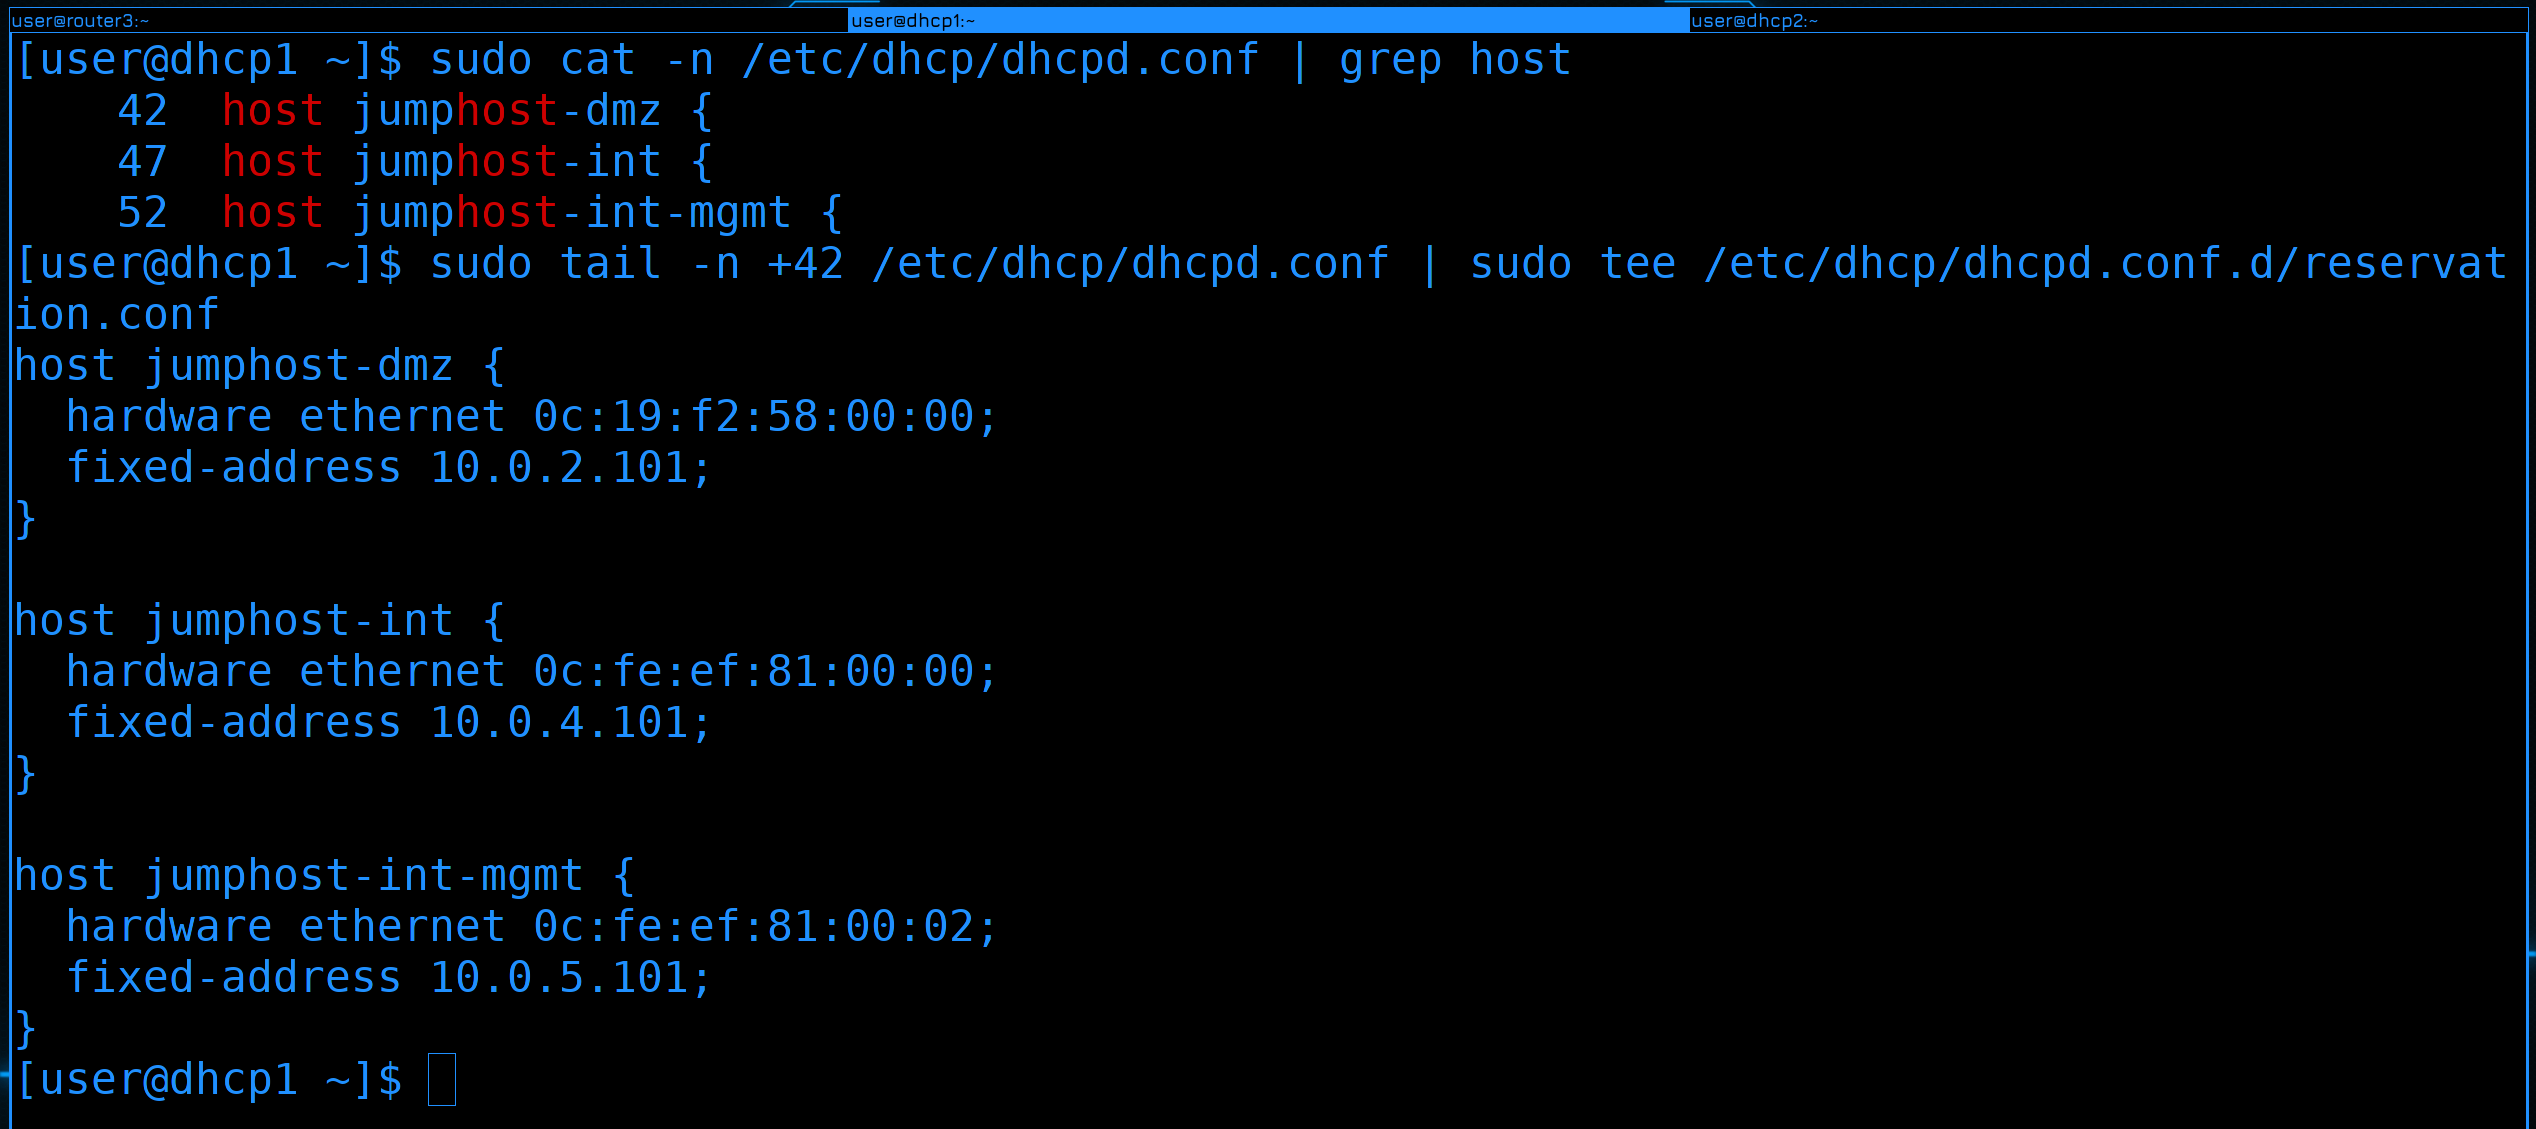 user@router3:~ user@dhcp1:~ user@dhcp2:~
[user@dhcp1 ~]$ sudo cat -n /etc/dhcp/dhcpd.conf | grep host
    42  host jumphost-dmz {
    47  host jumphost-int {
    52  host jumphost-int-mgmt {
[user@dhcp1 ~]$ sudo tail -n +42 /etc/dhcp/dhcpd.conf | sudo tee /etc/dhcp/dhcpd.conf.d/reservat
ion.conf
host jumphost-dmz {
  hardware ethernet 0c:19:f2:58:00:00;
  fixed-address 10.0.2.101;
}

host jumphost-int {
  hardware ethernet 0c:fe:ef:81:00:00;
  fixed-address 10.0.4.101;
}

host jumphost-int-mgmt {
  hardware ethernet 0c:fe:ef:81:00:02;
  fixed-address 10.0.5.101;
}
[user@dhcp1 ~]$